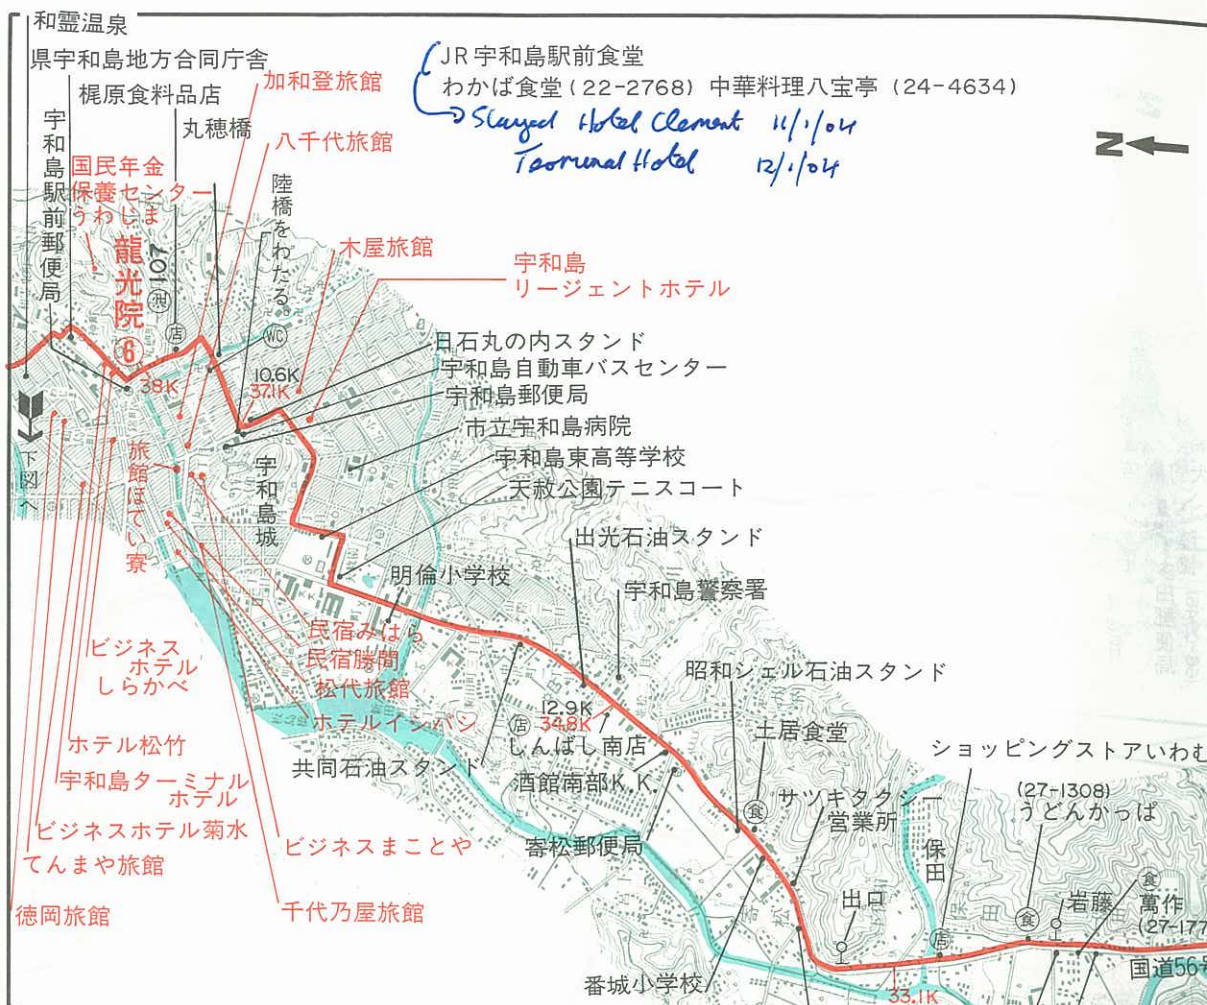 和霊温泉
県宇和島地方合同庁舎
梶原食料品店
丸穂橋
宇和島駅前郵便局
国民年金
保養センター
うわじま
龍光院
⑥
卍107
店
加和登旅館
八千代旅館
陸橋をわたる。
WC
木屋旅館
宇和島
リージェントホテル
JR宇和島駅前食堂
わかば食堂(22-2768) 中華料理八宝亭 (24-4634)
Stayed Hotel Clement 11/1/04
Terminal Hotel 12/1/04
N
38K
10.6K
37.1K
日石丸の内スタンド
宇和島自動車バスセンター
宇和島郵便局
市立宇和島病院
宇和島東高等学校
天赦公園テニスコート
下図へ
旅館ほてい寮
宇和島城
明倫小学校
出光石油スタンド
宇和島警察署
昭和シェル石油スタンド
土居食堂
ショッピングストアいわむ
民宿みはら
民宿勝間
松代旅館
ホテルイシバシ
ビジネス
ホテル
しらかべ
ホテル松竹
宇和島ターミナル
ホテル
ビジネスホテル菊水
てんまや旅館
徳岡旅館
ビジネスまことや
千代乃屋旅館
共同石油スタンド
12.9K
34.8K
店
しんばし南店
酒館南部K.K.
寄松郵便局
食
サツキタクシー
営業所
寄松
保田
保田
(27-1308)
うどんかっぱ
食
食
岩藤
萬作
(27-177
出口
店
番城小学校
33.1K
国道56号